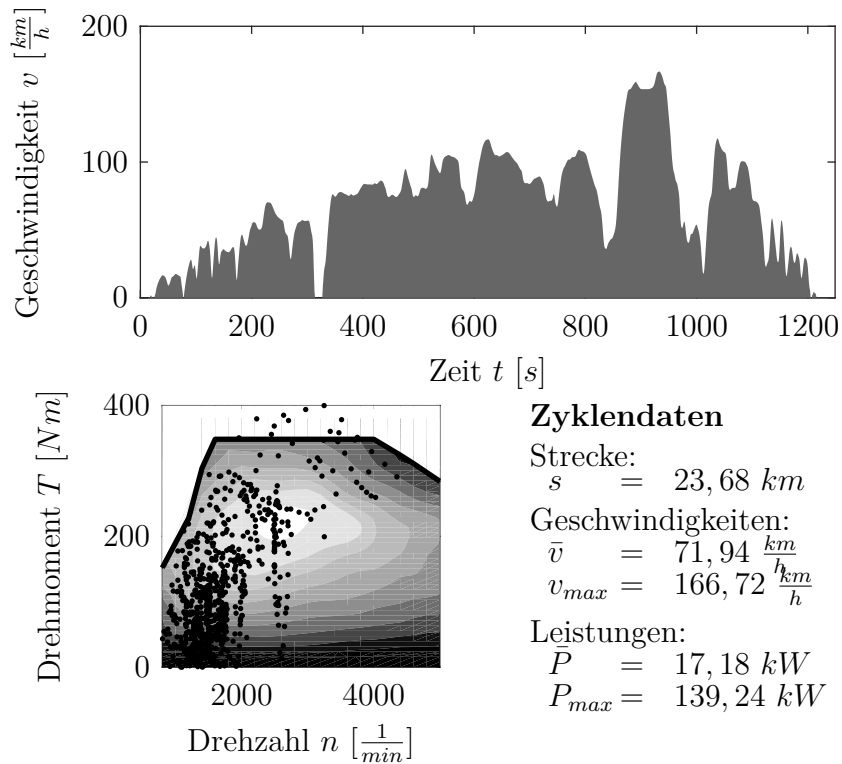 Geschwindigkeit v [km/h]
200
100
0
0 200 400 600 800 1000 1200
Zeit t [s]
Drehmoment T [Nm]
400
200
0
2000 4000
Drehzahl n [1/min]
Zyklendaten
Strecke:
s = 23,68 km
Geschwindigkeiten:
v̄ = 71,94 km/h
v_max = 166,72 km/h
Leistungen:
P̄ = 17,18 kW
P_max = 139,24 kW